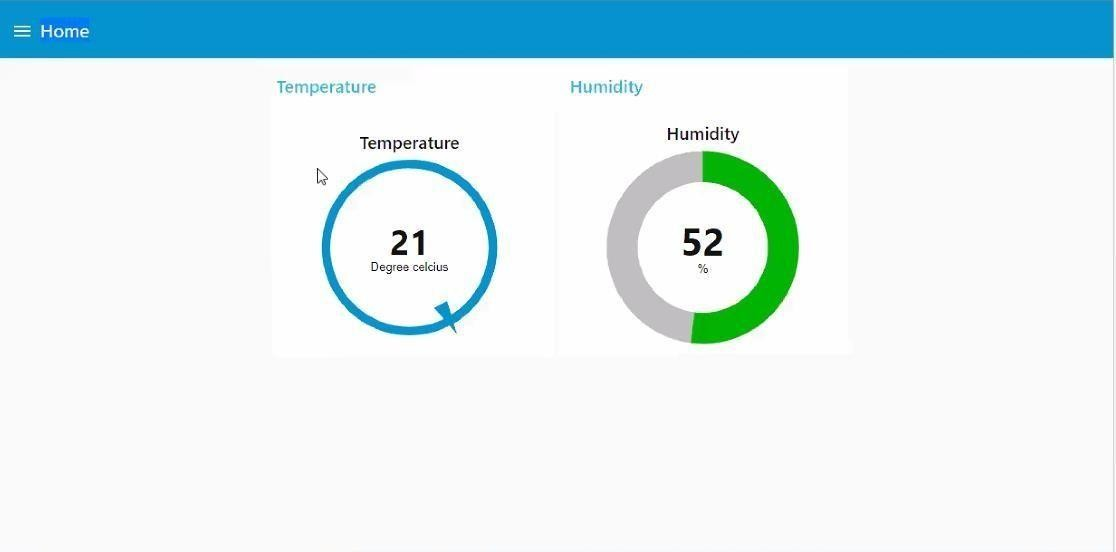 Home
Temperature
Humidity
Temperature
21
Degree celcius
Humidity
52
%